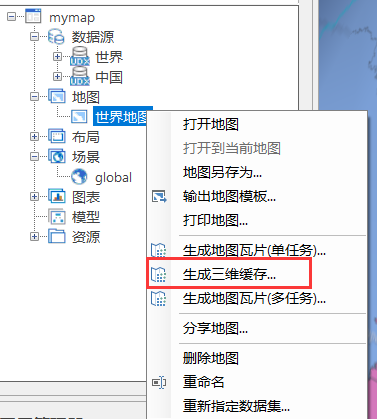 mymap
数据源
UDX 世界
UDX 中国
地图
世界地图
布局
场景
global
图表
模型
资源
打开地图
打开到当前地图
地图另存为...
输出地图模板...
打印地图...
生成地图瓦片(单任务)...
生成三维缓存...
生成地图瓦片(多任务)...
分享地图...
删除地图
重命名
重新指定数据集...